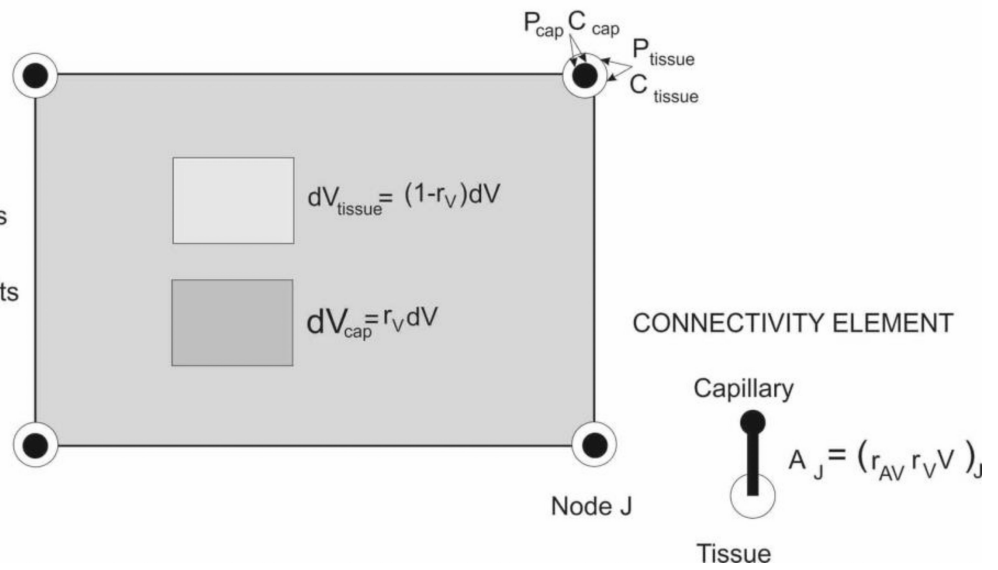 P_cap C_cap
P_tissue
C_tissue
dV_tissue = (1-r_V)dV
s
ts
dV_cap = r_V dV
CONNECTIVITY ELEMENT
Capillary
A_J = (r_AV r_V V)_J
Node J
Tissue